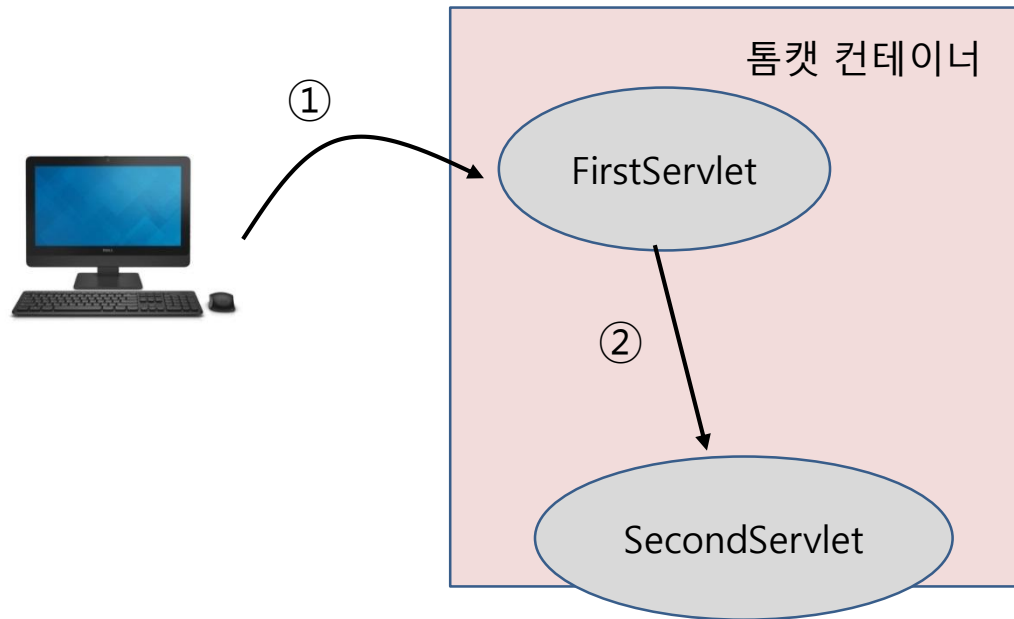 톰캣 컨테이너
①
FirstServlet
②
SecondServlet